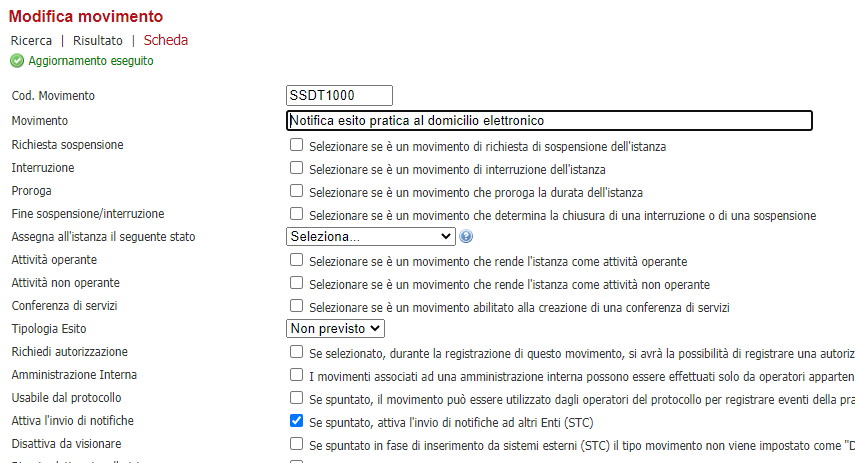 Modifica movimento
Ricerca | Risultato | Scheda
Aggiornamento eseguito
Cod. Movimento SSDT1000
Movimento Notifica esito pratica al domicilio elettronico
Richiesta sospensione Selezionare se è un movimento di richiesta di sospensione dell'istanza
Interruzione Selezionare se è un movimento di interruzione dell'istanza
Proroga Selezionare se è un movimento che proroga la durata dell'istanza
Fine sospensione/interruzione Selezionare se è un movimento che determina la chiusura di una interruzione o di una sospensione
Assegna all'istanza il seguente stato Seleziona...
Attività operante Selezionare se è un movimento che rende l'istanza come attività operante
Attività non operante Selezionare se è un movimento che rende l'istanza come attività non operante
Conferenza di servizi Selezionare se è un movimento abilitato alla creazione di una conferenza di servizi
Tipologia Esito Non previsto
Richiedi autorizzazione Se selezionato, durante la registrazione di questo movimento, si avrà la possibilità di registrare una autoriz
Amministrazione Interna I movimenti associati ad una amministrazione interna possono essere effettuati solo da operatori apparten
Usabile dal protocollo Se spuntato, il movimento può essere utilizzato dagli operatori del protocollo per registrare eventi della pra
Attiva l'invio di notifiche Se spuntato, attiva l'invio di notifiche ad altri Enti (STC)
Disattiva da visionare Se spuntato in fase di inserimento da sistemi esterni (STC) il tipo movimento non viene impostato come "D